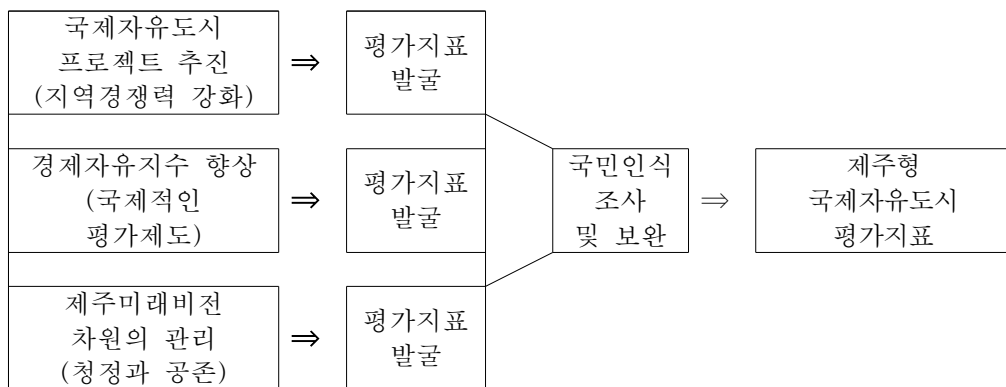 국제자유도시
프로젝트 추진
(지역경쟁력 강화)
⇒
평가지표
발굴
경제자유지수 향상
(국제적인
평가제도)
⇒
평가지표
발굴
국민인식
조사
및 보완
⇒
제주형
국제자유도시
평가지표
제주미래비전
차원의 관리
(청정과 공존)
⇒
평가지표
발굴